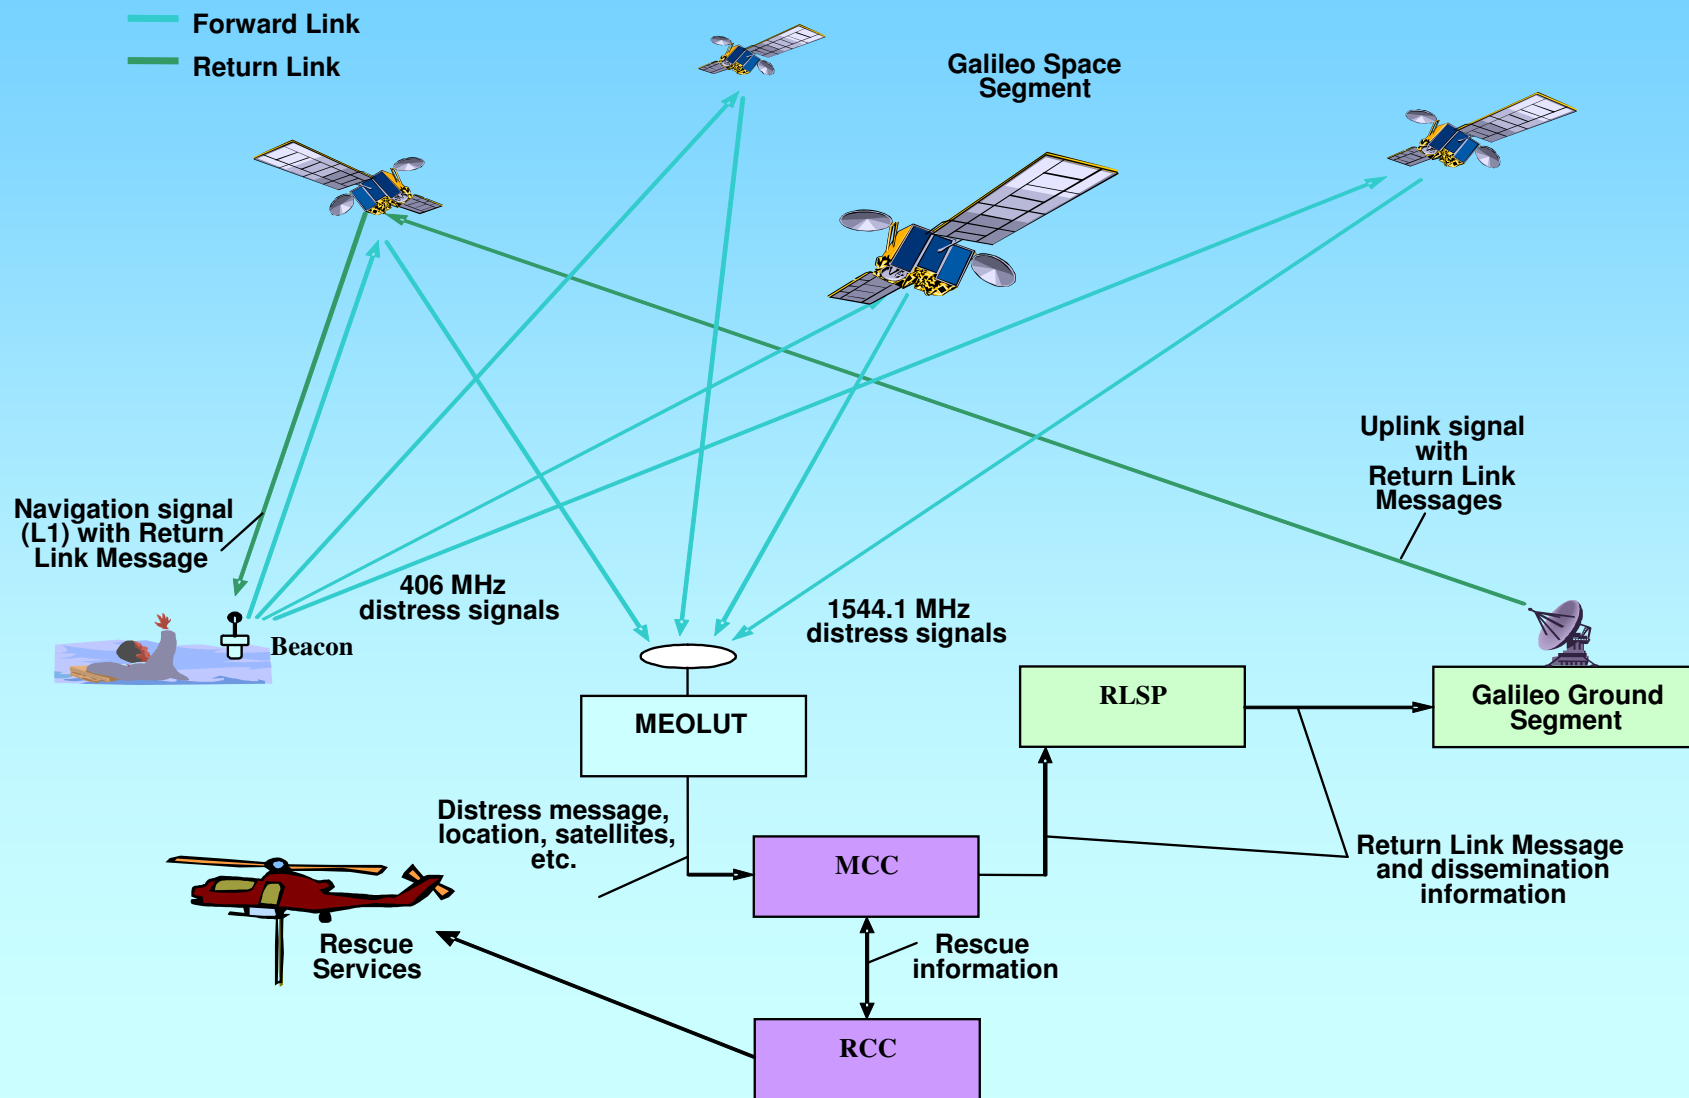 Forward Link
Return Link
Galileo Space
Segment
Uplink signal
with
Return Link
Messages
Navigation signal
(L1) with Return
Link Message
406 MHz
distress signals
1544.1 MHz
distress signals
Beacon
MEOLUT
RLSP
Galileo Ground
Segment
Distress message,
location, satellites,
etc.
MCC
Return Link Message
and dissemination
information
Rescue
Services
Rescue
information
RCC